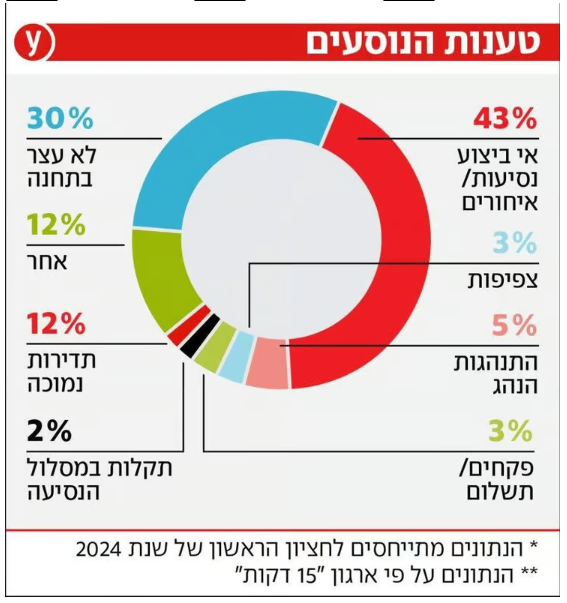 טענות הנוסעים
y
43%
אי ביצוע
נסיעות/
איחורים
3%
צפיפות
5%
התנהגות
הנהג
3%
פקחים/
תשלום
30%
לא עצר
בתחנה
12%
אחר
12%
תדירות
נמוכה
2%
תקלות במסלול
הנסיעה
* הנתונים מתייחסים לחציון הראשון של שנת 2024
** הנתונים על פי ארגון "15 דקות"